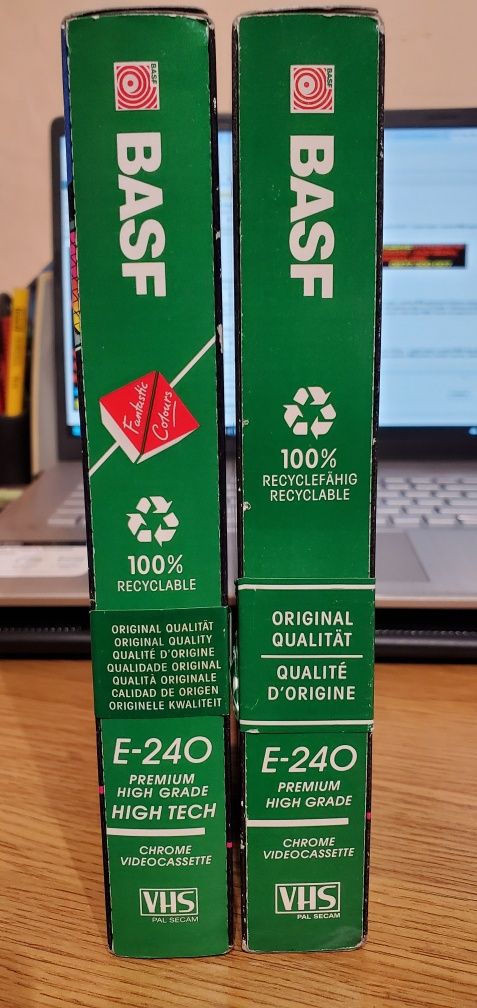 BASF
BASF
Fantastic
Colours
100%
RECYCLABLE
ORIGINAL QUALITÄT
ORIGINAL QUALITY
QUALITÉ D'ORIGINE
QUALIDADE ORIGINAL
QUALITÀ ORIGINALE
CALIDAD DE ORIGEN
ORIGINELE KWALITEIT
E-240
PREMIUM
HIGH GRADE
HIGH TECH
CHROME
VIDEOCASSETTE
VHS
PAL SECAM
BASF
BASF
100%
RECYCLEFÄHIG
RECYCLABLE
ORIGINAL
QUALITÄT
QUALITÉ
D'ORIGINE
E-240
PREMIUM
HIGH GRADE
CHROME
VIDEOCASSETTE
VHS
PAL SECAM